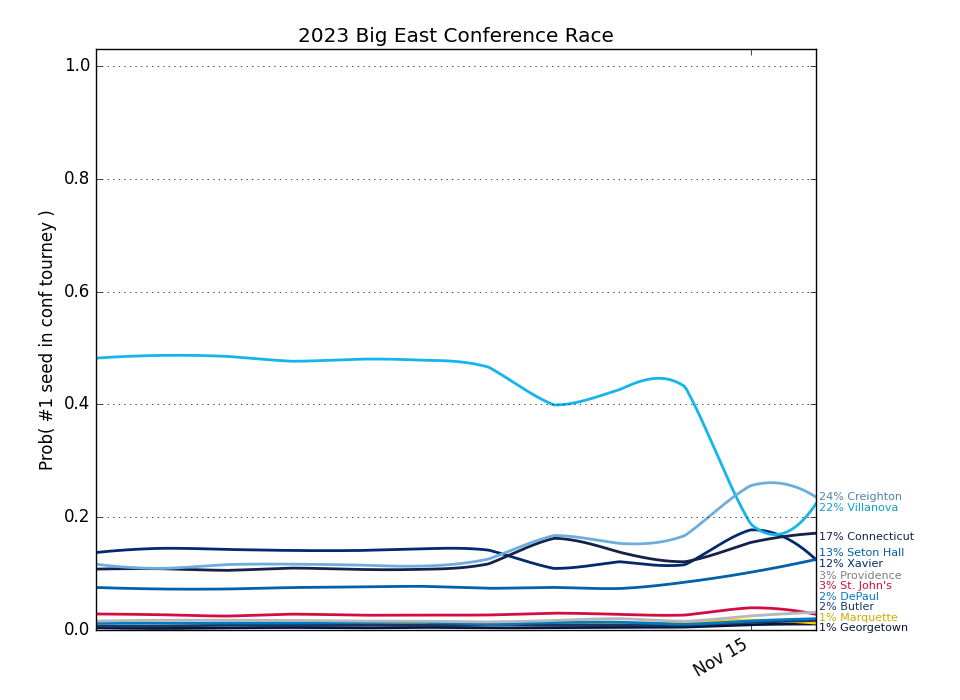 2023 Big East Conference Race
Prob( #1 seed in conf tourney )
1.0
0.8
0.6
0.4
0.2
0.0
Nov 15
24% Creighton
22% Villanova
17% Connecticut
13% Seton Hall
12% Xavier
3% Providence
3% St. John's
2% DePaul
2% Butler
1% Marquette
1% Georgetown